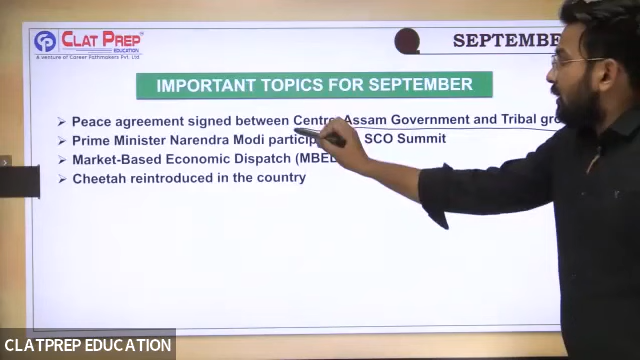 CP CLAT PREP
EDUCATION
A venture of Career Pathmakers Pvt. Ltd
SEPTEMBE
IMPORTANT TOPICS FOR SEPTEMBER
➢ Peace agreement signed between Centre, Assam Government and Tribal gro
➢ Prime Minister Narendra Modi particip SCO Summit
➢ Market-Based Economic Dispatch (MBED
➢ Cheetah reintroduced in the country
CLATPREP EDUCATION